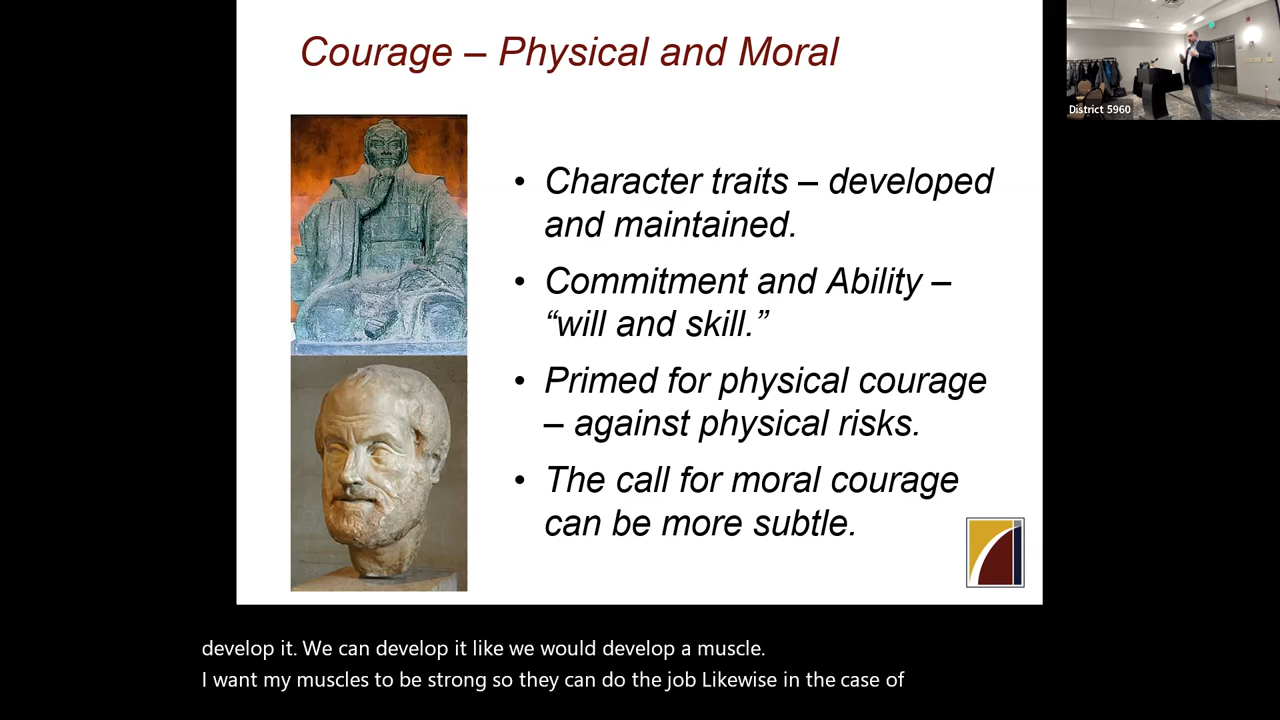 Courage – Physical and Moral
District 5960
• Character traits – developed
and maintained.
• Commitment and Ability –
“will and skill.”
• Primed for physical courage
– against physical risks.
• The call for moral courage
can be more subtle.
develop it. We can develop it like we would develop a muscle.
I want my muscles to be strong so they can do the job Likewise in the case of